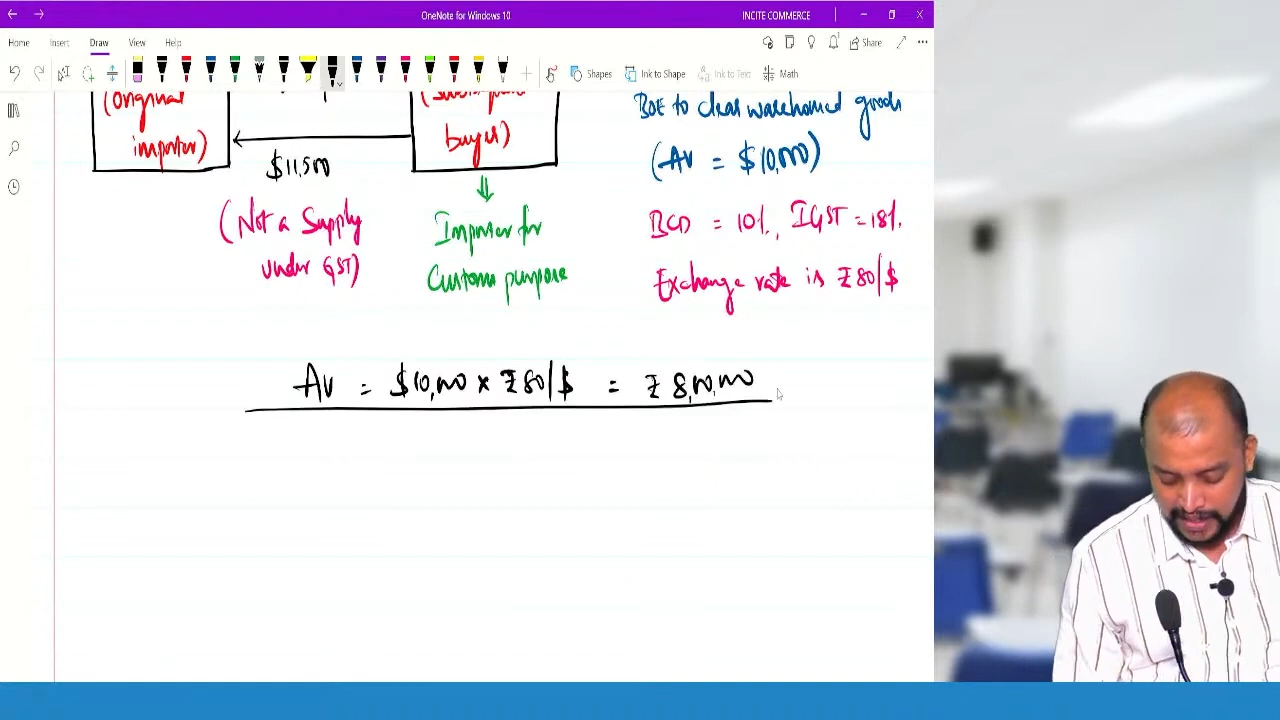 OneNote for Windows 10
INCITE COMMERCE
Home Insert Draw View Help
Share
Shapes Ink to Shape Ink to Text Math
(original
importer)
buyer)
$11,500
(Not a Supply
under GST)
Importer for
Custom purpose
BOE to clear warehoused goods
(AV = $10,000)
BCD = 10%, IGST = 18%.
Exchange rate is ₹80/$
AV = $10,000 × ₹80/$ = ₹8,00,000